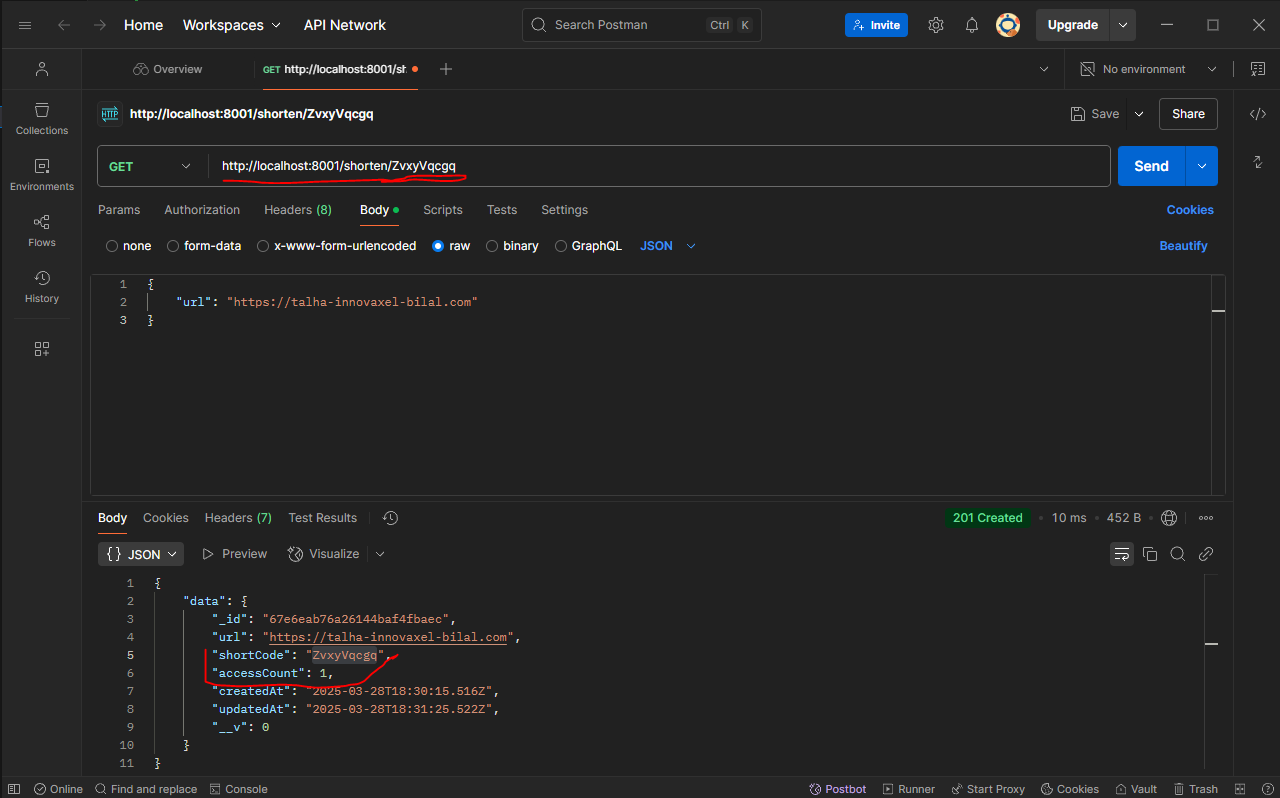 Home Workspaces API Network Search Postman Ctrl K Invite Upgrade
Overview GET http://localhost:8001/sh No environment
Collections
Environments
Flows
History
HTTP http://localhost:8001/shorten/ZvxyVqcgq Save Share
GET http://localhost:8001/shorten/ZvxyVqcgq Send
Params Authorization Headers (8) Body Scripts Tests Settings Cookies
none form-data x-www-form-urlencoded raw binary GraphQL JSON Beautify
1 {
2 "url": "https://talha-innovaxel-bilal.com"
3 }
Body Cookies Headers (7) Test Results 201 Created • 10 ms • 452 B •
{} JSON Preview Visualize
1 {
2 "data": {
3 "_id": "67e6eab76a26144baf4fbaec",
4 "url": "https://talha-innovaxel-bilal.com",
5 "shortCode": "ZvxyVqcgq",
6 "accessCount": 1,
7 "createdAt": "2025-03-28T18:30:15.516Z",
8 "updatedAt": "2025-03-28T18:31:25.522Z",
9 "__v": 0
10 }
11 }
Online Find and replace Console Postbot Runner Start Proxy Cookies Vault Trash